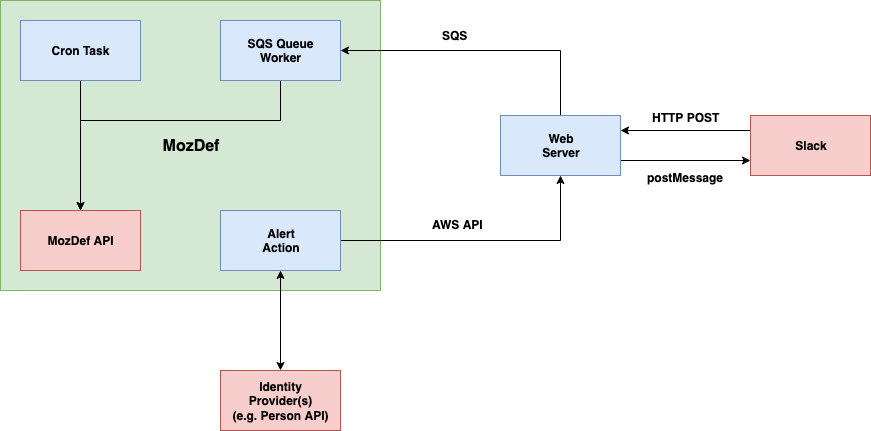 Cron Task
SQS Queue
Worker
SQS
MozDef
Web
Server
HTTP POST
postMessage
Slack
MozDef API
Alert
Action
AWS API
Identity
Provider(s)
(e.g. Person API)